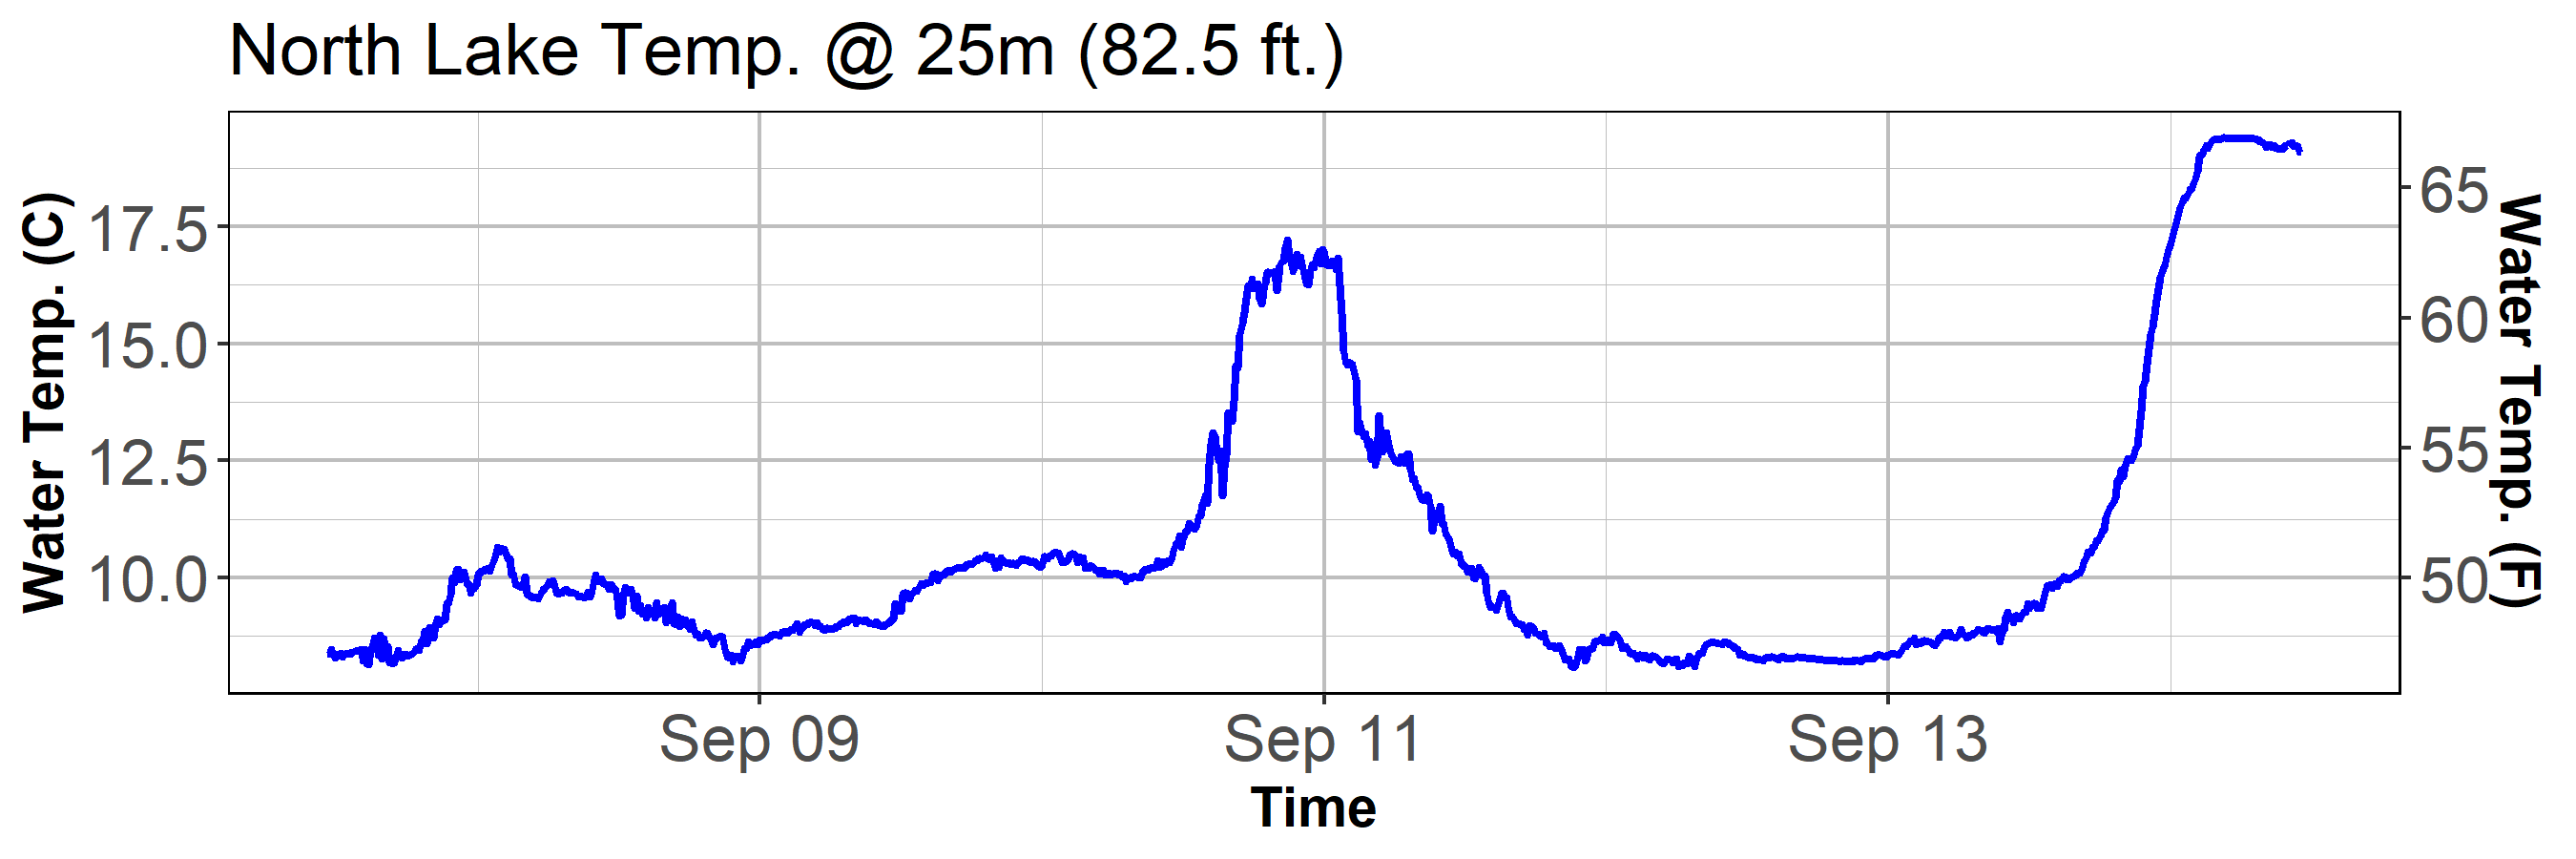 North Lake Temp. @ 25m (82.5 ft.)
Water Temp. (C)
17.5
15.0
12.5
10.0
65
60
55
50
Water Temp. (F)
Sep 09
Sep 11
Sep 13
Time